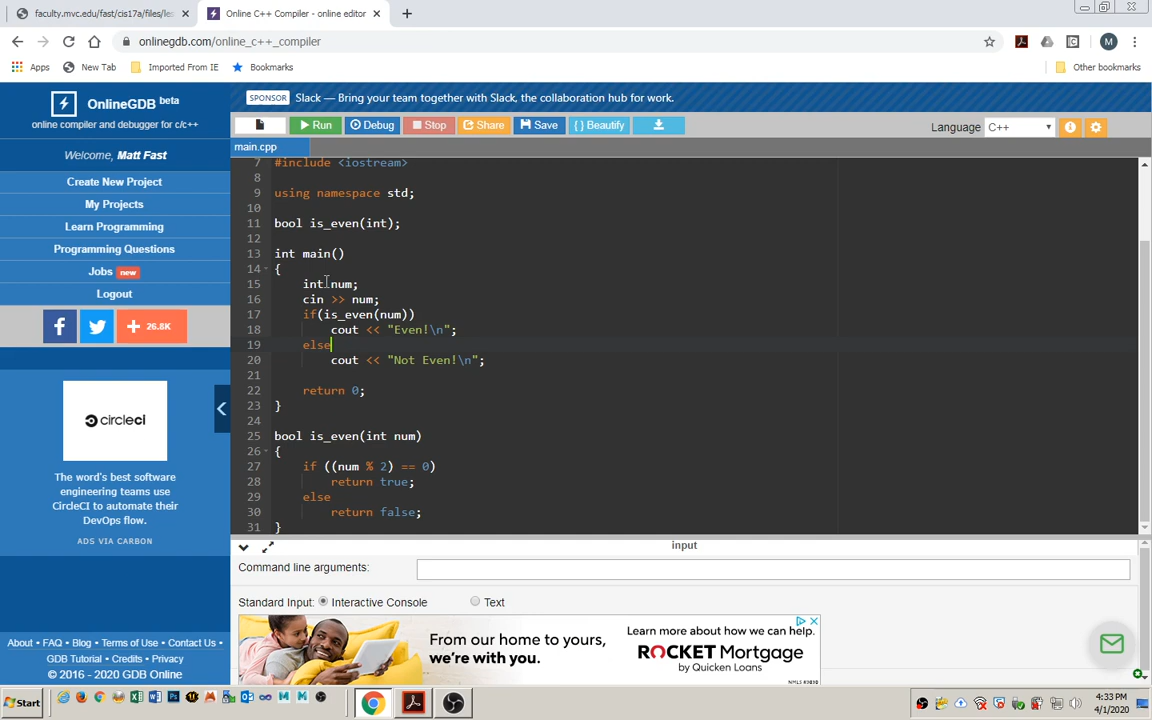 faculty.mvc.edu/fast/cis17a/files/les
Online C++ Compiler - online editor
onlinegdb.com/online_c++_compiler
M
Apps
New Tab
Imported From IE
Bookmarks
Other bookmarks
OnlineGDB beta
online compiler and debugger for c/c++
Welcome, Matt Fast
Create New Project
My Projects
Learn Programming
Programming Questions
Jobs new
Logout
26.8K
circleci
The word's best software
engineering teams use
CircleCI to automate their
DevOps flow.
ADS VIA CARBON
About • FAQ • Blog • Terms of Use • Contact Us •
GDB Tutorial • Credits • Privacy
© 2016 - 2020 GDB Online
SPONSOR Slack — Bring your team together with Slack, the collaboration hub for work.
Run
Debug
Stop
Share
Save
{ } Beautify
Language C++
main.cpp
7 #include <iostream>
8
9 using namespace std;
10
11 bool is_even(int);
12
13 int main()
14 {
15 int num;
16 cin >> num;
17 if(is_even(num))
18 cout << "Even!\n";
19 else
20 cout << "Not Even!\n";
21
22 return 0;
23 }
24
25 bool is_even(int num)
26 {
27 if ((num % 2) == 0)
28 return true;
29 else
30 return false;
31 }
input
Command line arguments:
Standard Input: Interactive Console Text
From our home to yours,
we're with you.
Learn more about how we can help.
ROCKET Mortgage
by Quicken Loans
NMLS #3030
Start
4:33 PM
4/1/2020